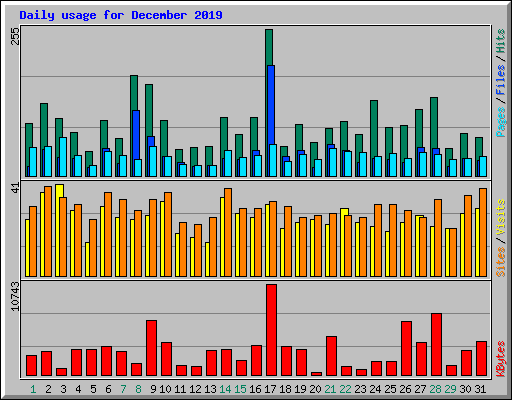 Daily usage for December 2019
255
Pages / Files / Hits
41
Sites / Visits
10743
KBytes
1 2 3 4 5 6 7 8 9 10 11 12 13 14 15 16 17 18 19 20 21 22 23 24 25 26 27 28 29 30 31